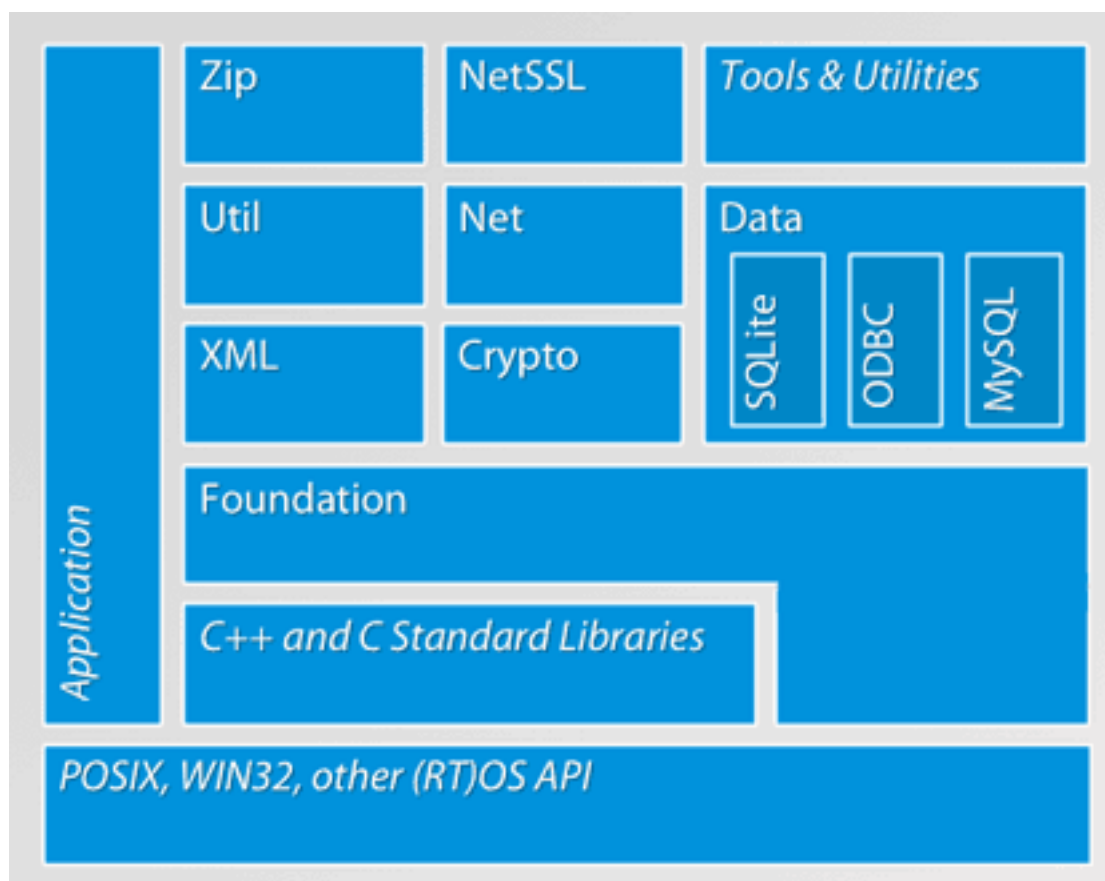 Zip
NetSSL
Tools & Utilities
Util
Net
Data
SQLite
ODBC
MySQL
XML
Crypto
Foundation
Application
C++ and C Standard Libraries
POSIX, WIN32, other (RT)OS API